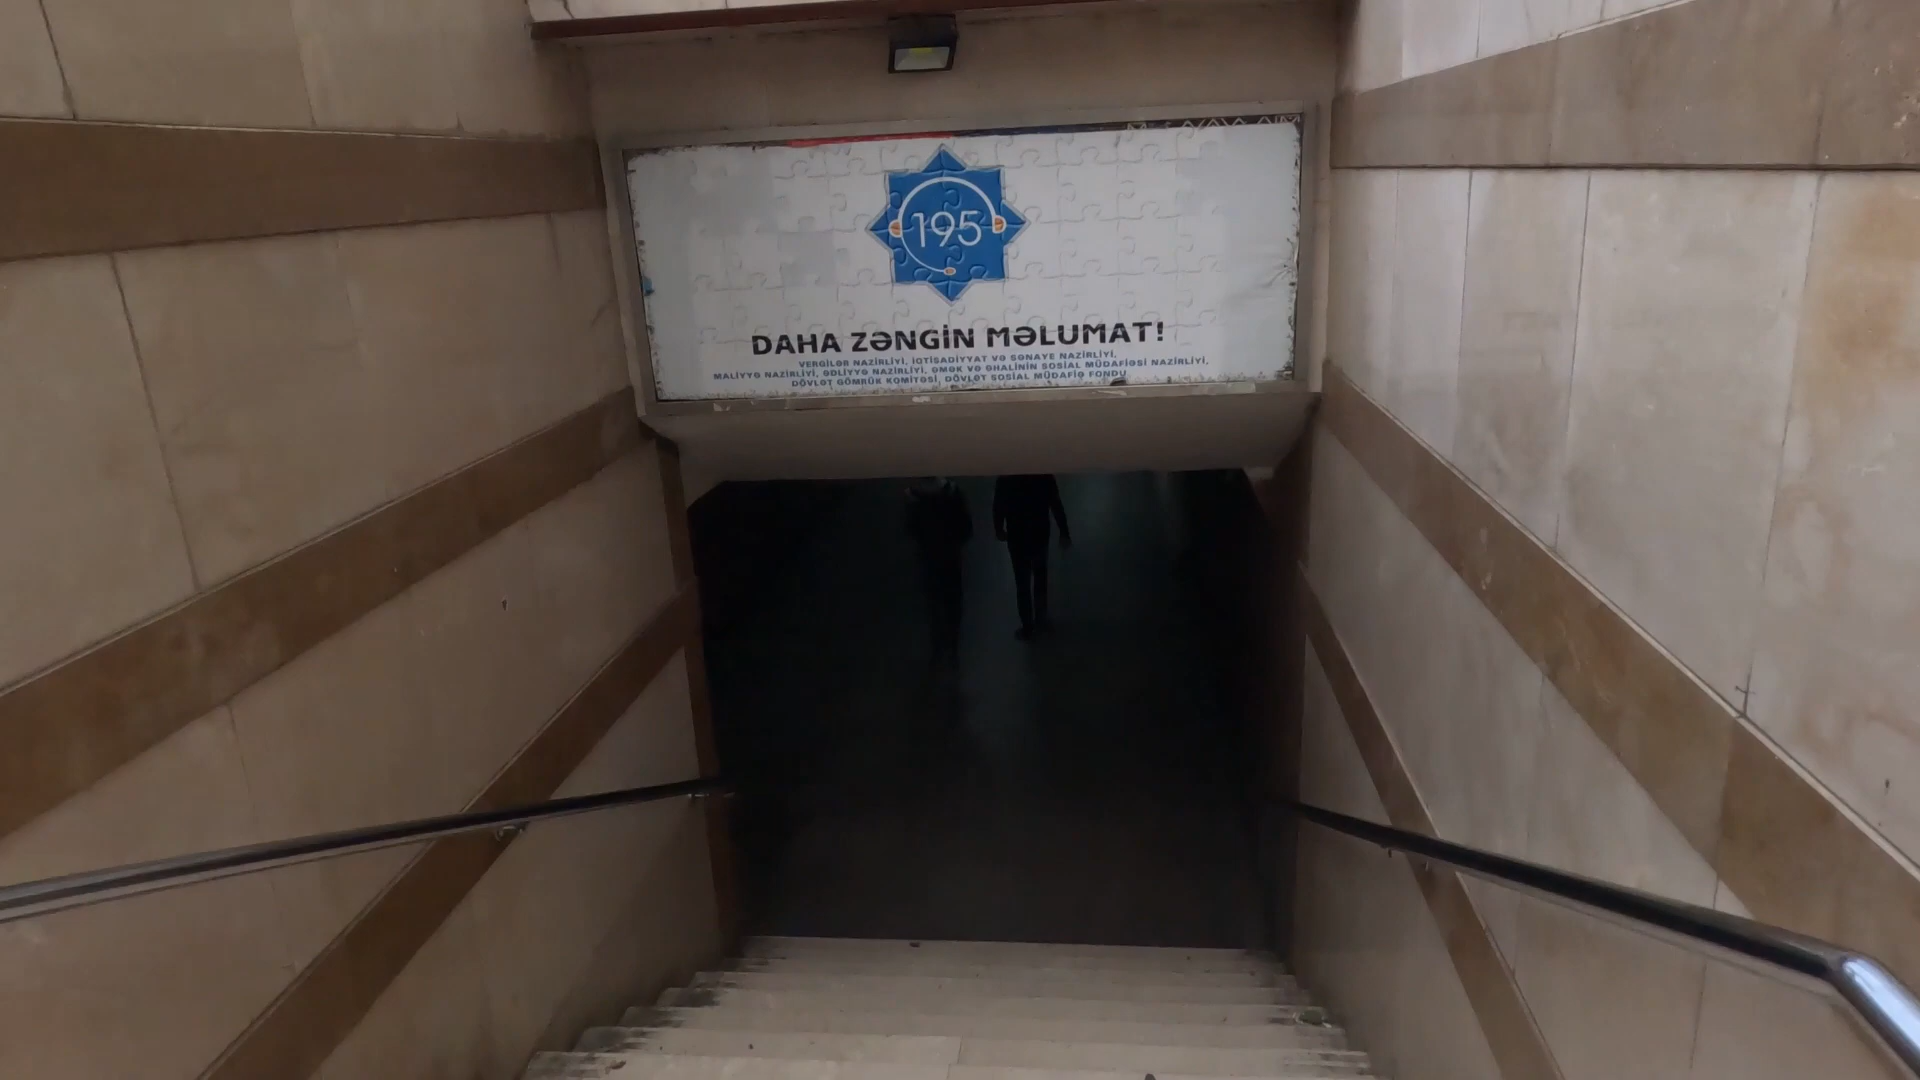 195
DAHA ZƏNGİN MƏLUMAT!
VERGİLƏR NAZİRLİYİ, İQTİSADİYYAT VƏ SƏNAYE NAZİRLİYİ,
MALİYYƏ NAZİRLİYİ, ƏDLİYYƏ NAZİRLİYİ, ƏMƏK VƏ ƏHALİNİN SOSİAL MÜDAFİƏSİ NAZİRLİYİ,
DÖVLƏT GÖMRÜK KOMİTƏSİ, DÖVLƏT SOSİAL MÜDAFİƏ FONDU